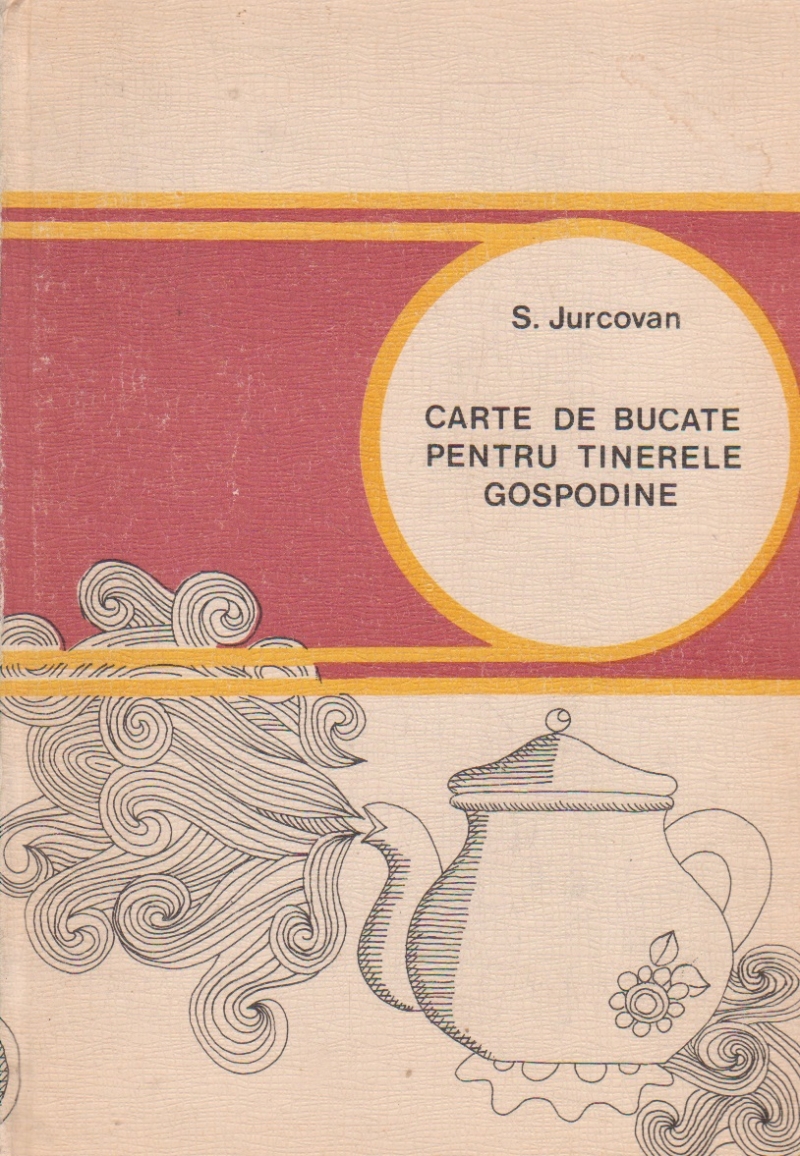 S. Jurcovan
CARTE DE BUCATE
PENTRU TINERELE
GOSPODINE